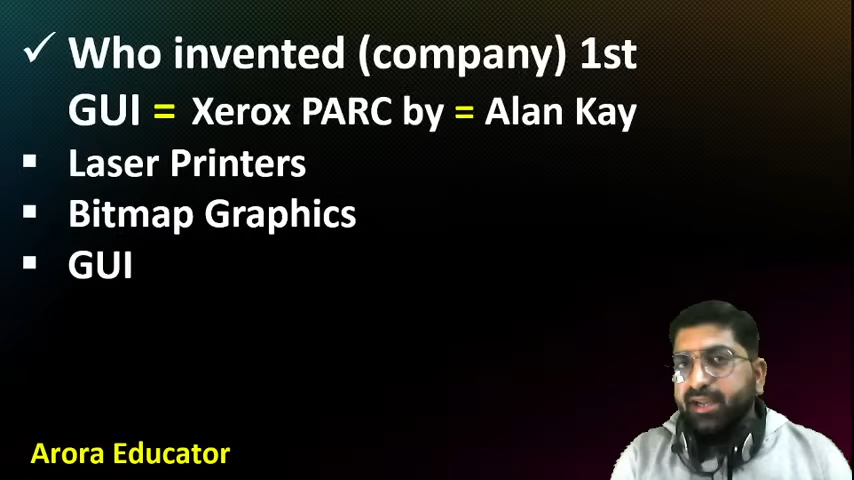 ✓ Who invented (company) 1st
GUI = Xerox PARC by = Alan Kay
▪ Laser Printers
▪ Bitmap Graphics
▪ GUI
Arora Educator